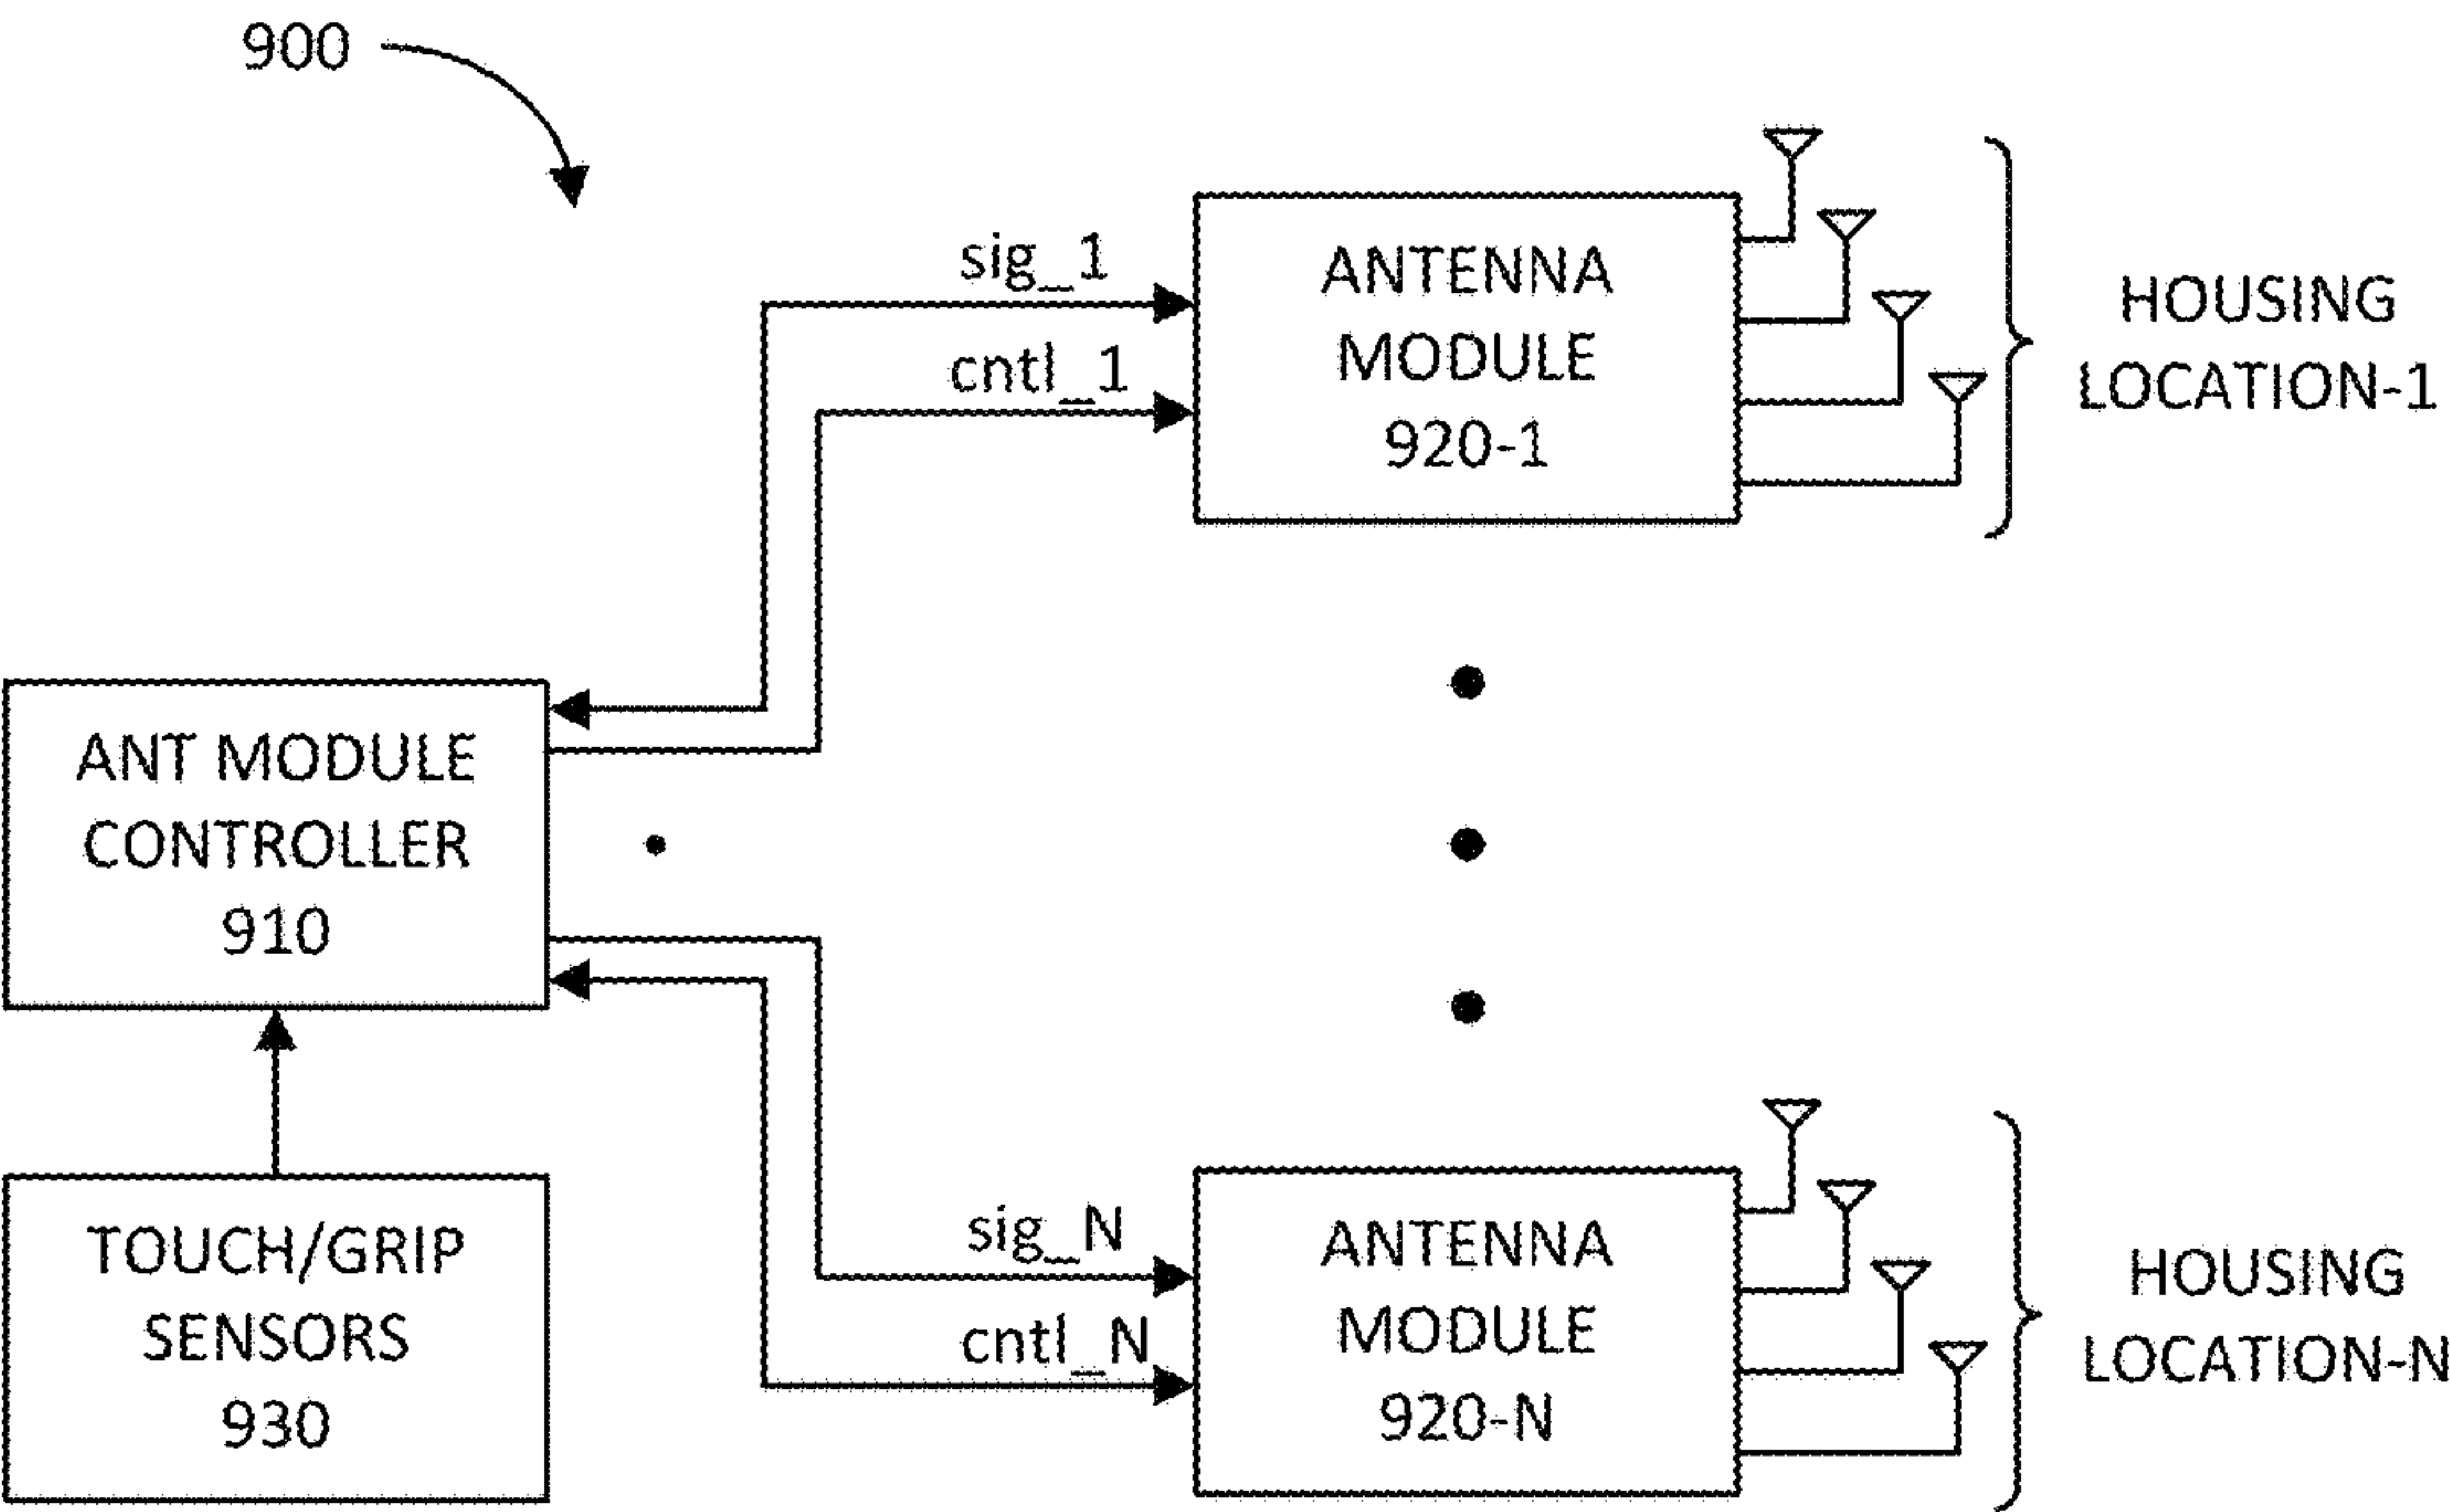 900
sig_1
cntl_1
ANTENNA
MODULE
920-1
HOUSING
LOCATION-1
ANT MODULE
CONTROLLER
910
TOUCH/GRIP
SENSORS
930
sig_N
cntl_N
ANTENNA
MODULE
920-N
HOUSING
LOCATION-N